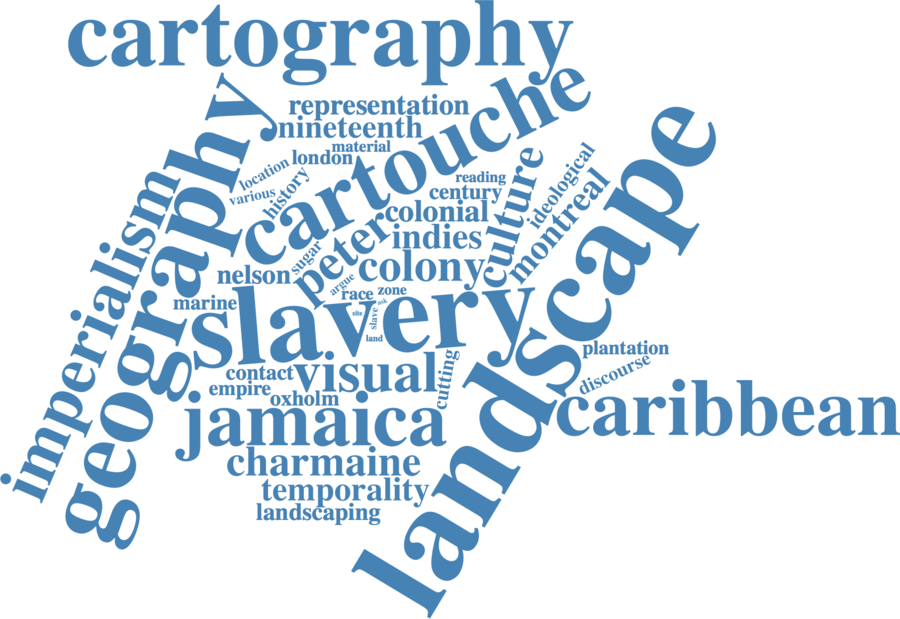 cartography
cartouche
representation
nineteenth
material
london
location
various
history
geography
imperialism
reading
century
culture
ideological
montreal
landscape
colonial
indies
peter
sugar
colony
nelson
argue
race
zone
marine
slavery
site
slave
ask
land
contact
visual
cutting
empire
oxholm
plantation
discourse
jamaica
caribbean
charmaine
temporality
landscaping